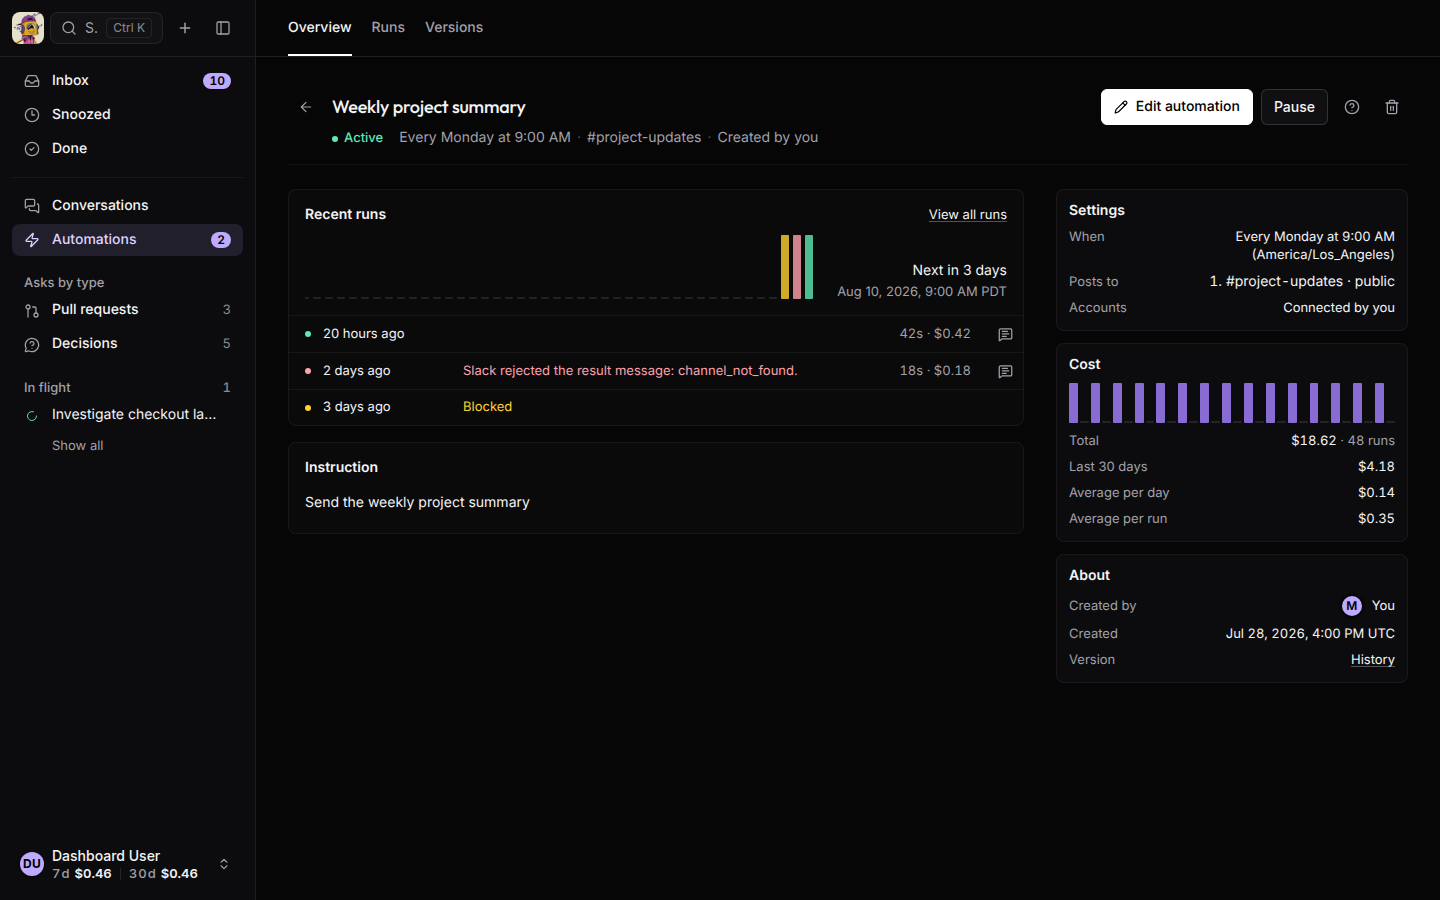 S.
Ctrl K
Inbox
10
Snoozed
Done
Conversations
Automations
2
Asks by type
Pull requests
3
Decisions
5
In flight
1
Investigate checkout la...
Show all
DU
Dashboard User
7d $0.46
30d $0.46
Overview
Runs
Versions
Weekly project summary
Active
Every Monday at 9:00 AM · #project-updates · Created by you
Edit automation
Pause
Recent runs
View all runs
Next in 3 days
Aug 10, 2026, 9:00 AM PDT
20 hours ago
42s · $0.42
2 days ago
Slack rejected the result message: channel_not_found.
18s · $0.18
3 days ago
Blocked
Instruction
Send the weekly project summary
Settings
When
Every Monday at 9:00 AM
(America/Los_Angeles)
Posts to
1. #project-updates · public
Accounts
Connected by you
Cost
Total
$18.62 · 48 runs
Last 30 days
$4.18
Average per day
$0.14
Average per run
$0.35
About
Created by
M
You
Created
Jul 28, 2026, 4:00 PM UTC
Version
History